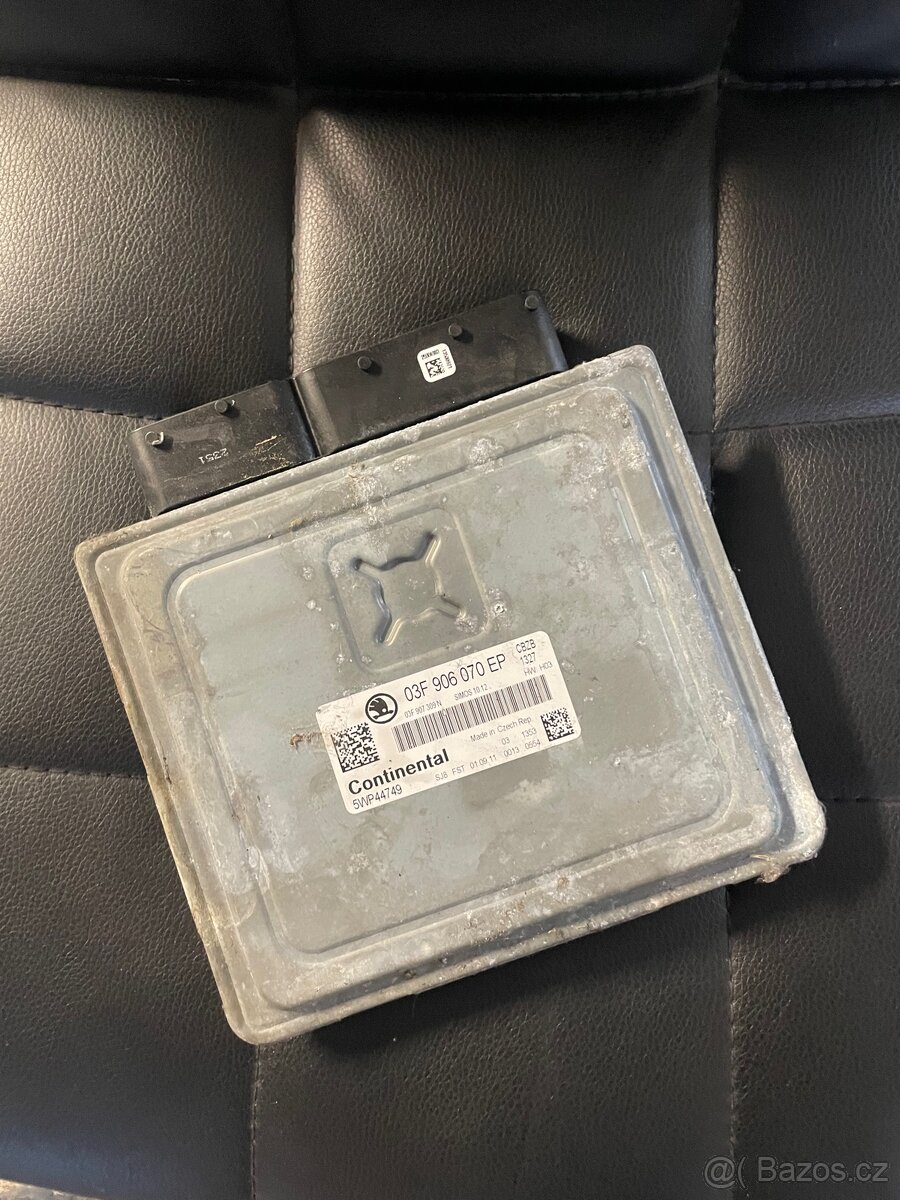 2351
03F 906 070 EP
CBZB
1327
03F 907 309 N SIMOS 10.12
HW: H03
Made in Czech Rep
Continental
03 1353
5WP44749
SJ8 FST 01.09.11 0013 0654
@( Bazos.cz